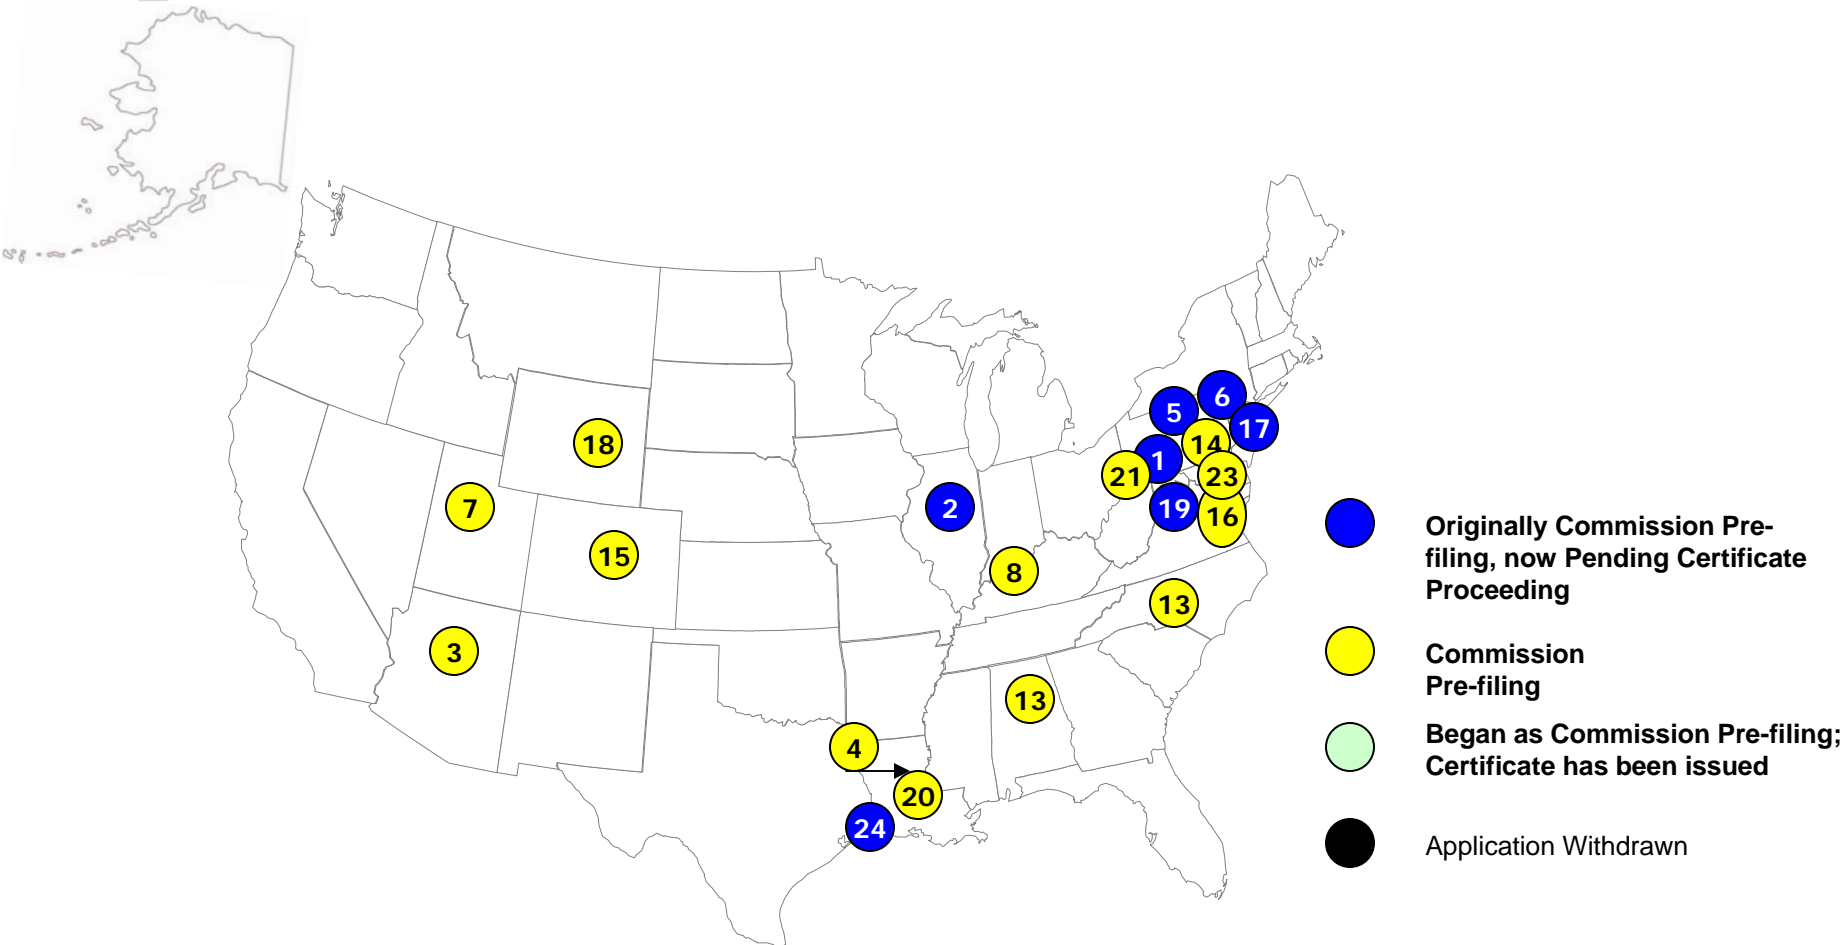 6
5
17
18
14
1
21
23
7
2
19
16
15
8
13
3
13
4
20
24
Originally Commission Pre-
filing, now Pending Certificate
Proceeding
Commission
Pre-filing
Began as Commission Pre-filing;
Certificate has been issued
Application Withdrawn